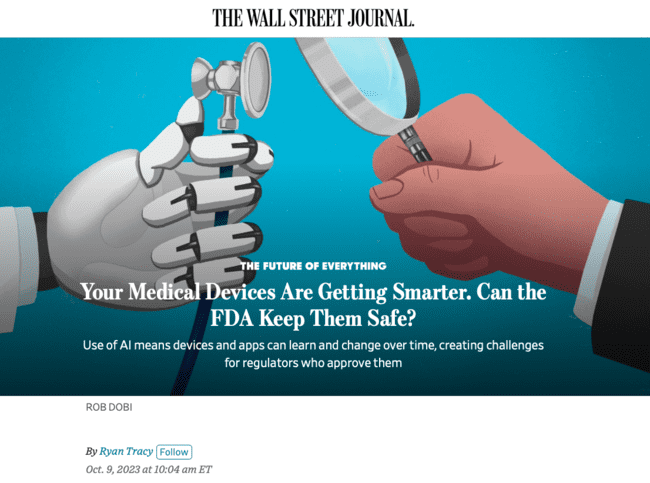 THE WALL STREET JOURNAL.
THE FUTURE OF EVERYTHING
Your Medical Devices Are Getting Smarter. Can the
FDA Keep Them Safe?
Use of AI means devices and apps can learn and change over time, creating challenges
for regulators who approve them
ROB DOBI
By Ryan Tracy Follow
Oct. 9, 2023 at 10:04 am ET